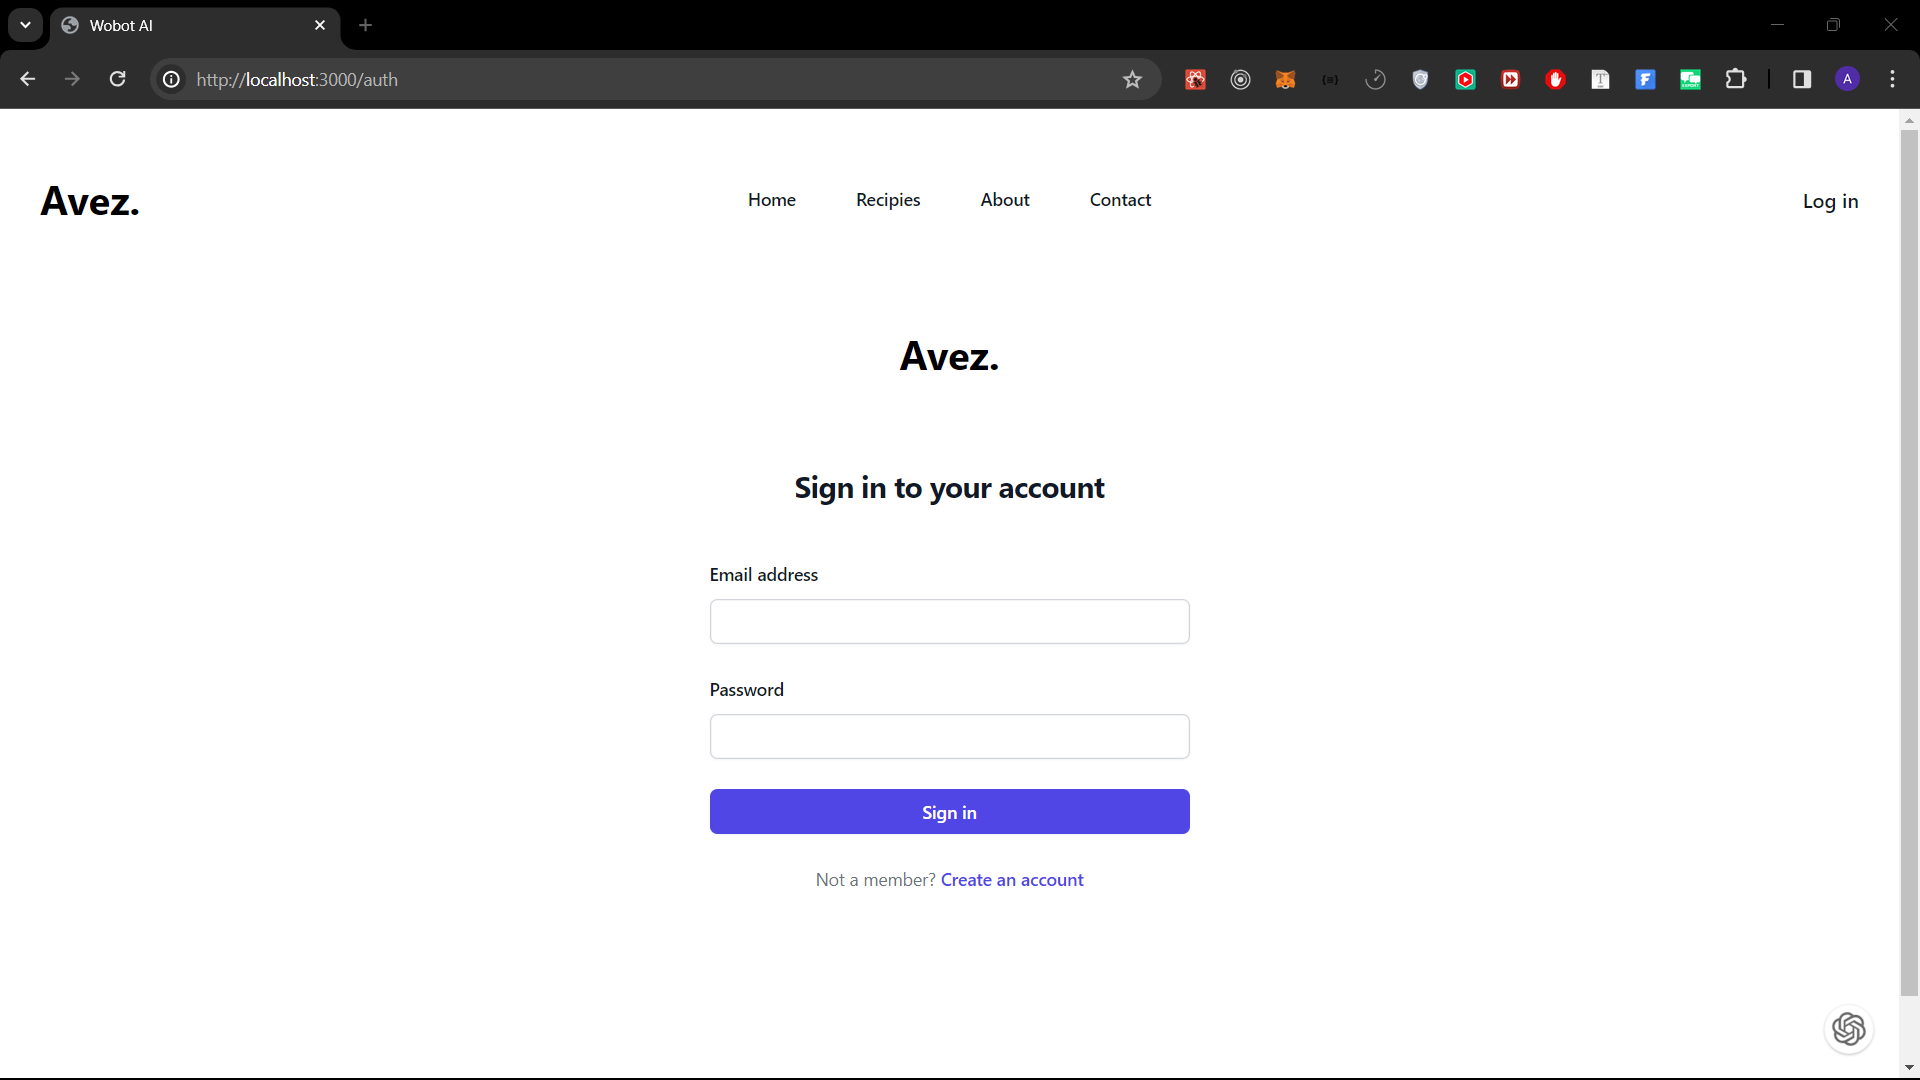 Wobot AI
http://localhost:3000/auth
A
Avez.
Home
Recipies
About
Contact
Log in
Avez.
Sign in to your account
Email address
Password
Sign in
Not a member? Create an account